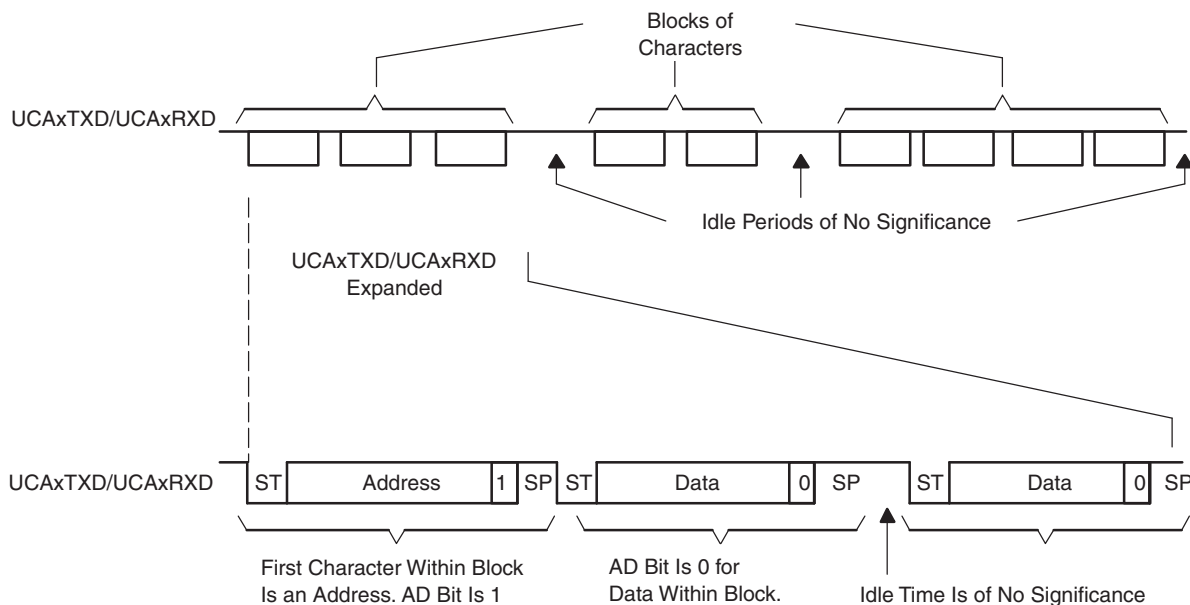 Blocks of
Characters
UCAxTXD/UCAxRXD
Idle Periods of No Significance
UCAxTXD/UCAxRXD
Expanded
UCAxTXD/UCAxRXD
ST Address 1 SP ST Data 0 SP ST Data 0 SP
First Character Within Block
Is an Address. AD Bit Is 1
AD Bit Is 0 for
Data Within Block.
Idle Time Is of No Significance